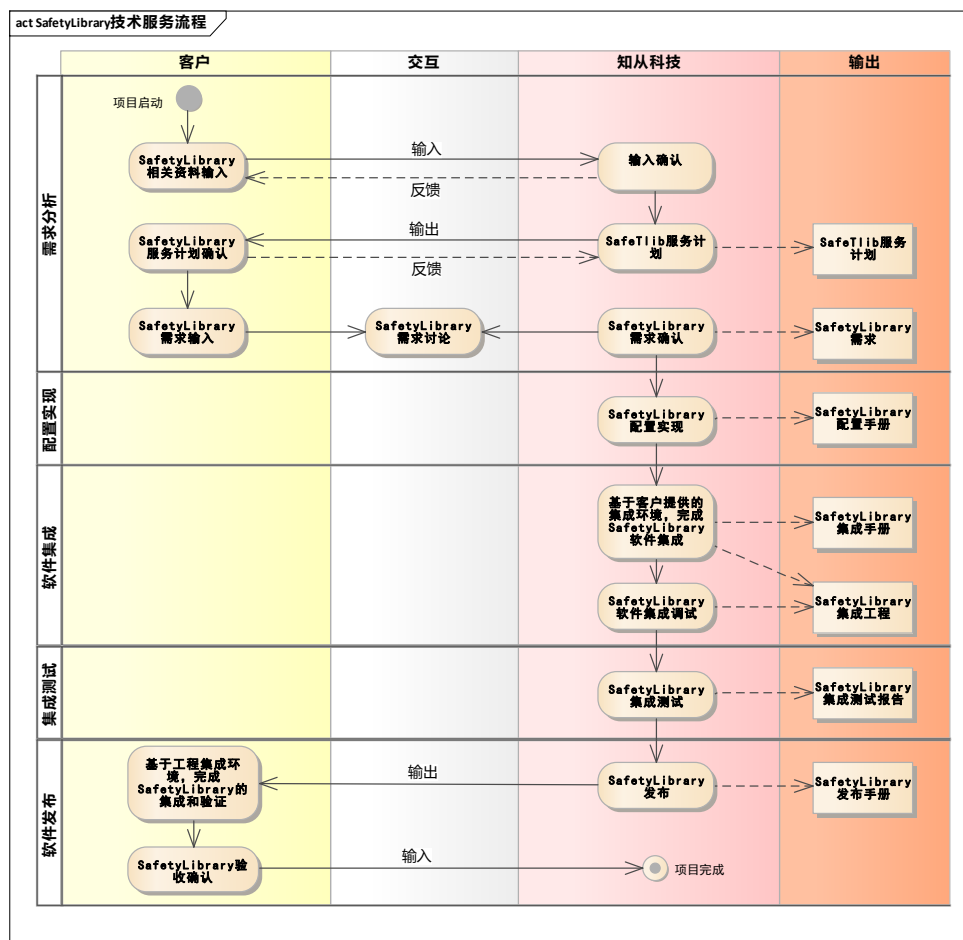 act SafetyLibrary技术服务流程
客户
交互
知从科技
输出
需求分析
项目启动
SafetyLibrary
相关资料输入
输入
反馈
输入确认
SafetyLibrary
服务计划确认
输出
反馈
SafeTlib服务计
划
SafeTlib服务
计划
SafetyLibrary
需求输入
SafetyLibrary
需求讨论
SafetyLibrary
需求确认
SafetyLibrary
需求
配置实现
SafetyLibrary
配置实现
SafetyLibrary
配置手册
软件集成
基于客户提供的
集成环境，完成
SafetyLibrary
软件集成
SafetyLibrary
集成手册
SafetyLibrary
软件集成调试
SafetyLibrary
集成工程
集成测试
SafetyLibrary
集成测试
SafetyLibrary
集成测试报告
软件发布
基于工程集成环
境，完成
SafetyLibrary的
集成和验证
输出
SafetyLibrary
发布
SafetyLibrary
发布手册
SafetyLibrary验
收确认
输入
项目完成